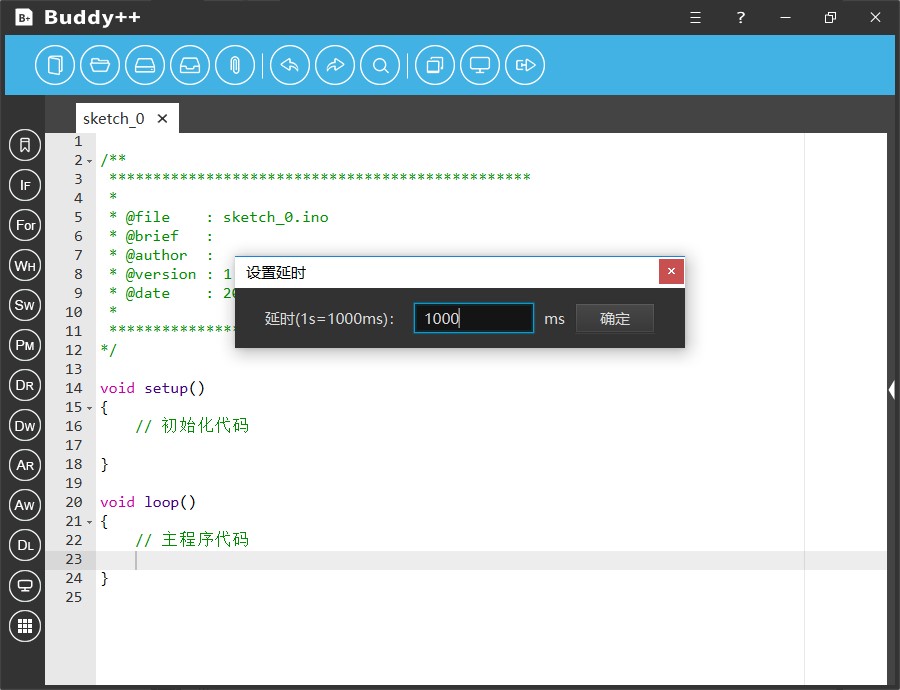 B+ Buddy++
?
sketch_0 ×
1
2 /**
3 ************************************************
4 *
5 * @file    : sketch_0.ino
6 * @brief   :
7 * @author  :
8 * @version : 1
9 * @date    : 20
10 *
11 ***************
12 */
13
14 void setup()
15 {
16 // 初始化代码
17
18 }
19
20 void loop()
21 {
22 // 主程序代码
23
24 }
25
设置延时 ×
延时(1s=1000ms): 1000 ms 确定
IF
For
WH
SW
PM
DR
DW
AR
AW
DL